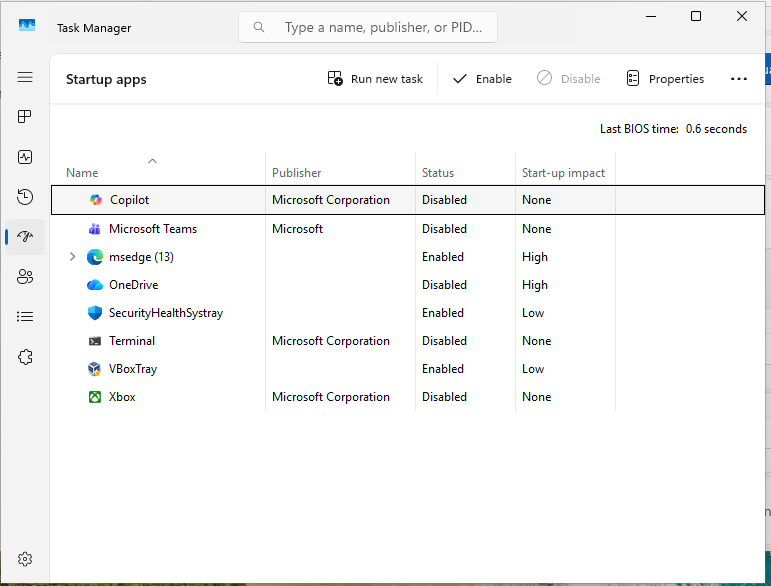 Task Manager
Type a name, publisher, or PID...
Startup apps
Run new task
Enable
Disable
Properties
Last BIOS time: 0.6 seconds
Name Publisher Status Start-up impact
Copilot Microsoft Corporation Disabled None
Microsoft Teams Microsoft Disabled None
msedge (13) Enabled High
OneDrive Disabled High
SecurityHealthSystray Enabled Low
Terminal Microsoft Corporation Disabled None
VBoxTray Enabled Low
Xbox Microsoft Corporation Disabled None